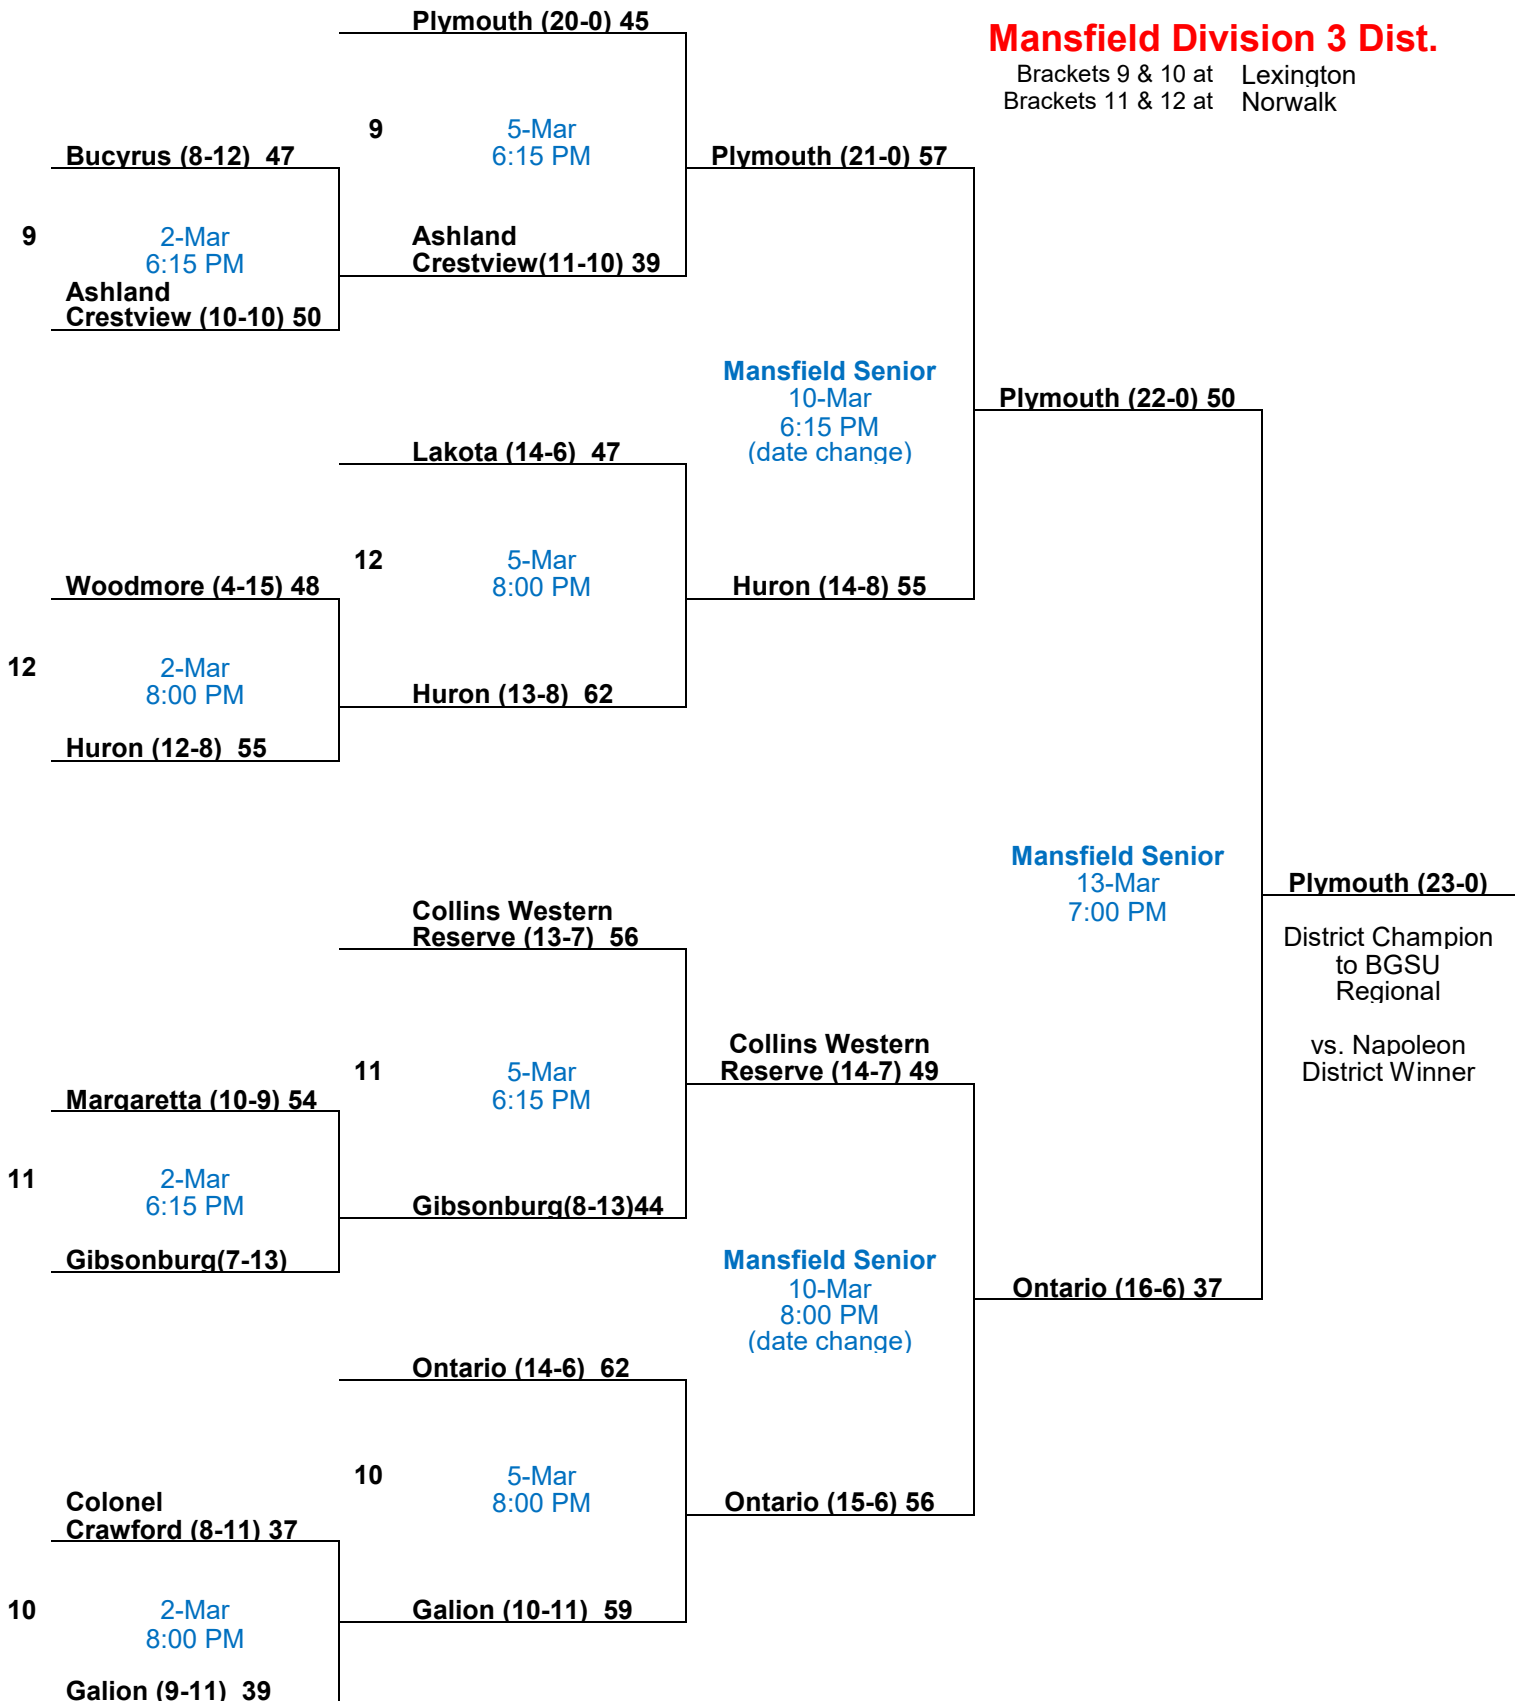 Plymouth (20-0) 45
Mansfield Division 3 Dist.
Brackets 9 & 10 at Lexington
Brackets 11 & 12 at Norwalk
9
5-Mar
6:15 PM
Bucyrus (8-12) 47
Plymouth (21-0) 57
9
2-Mar
6:15 PM
Ashland
Crestview(11-10) 39
Ashland
Crestview (10-10) 50
Mansfield Senior
10-Mar
6:15 PM
(date change)
Plymouth (22-0) 50
Lakota (14-6) 47
12
5-Mar
8:00 PM
Woodmore (4-15) 48
Huron (14-8) 55
12
2-Mar
8:00 PM
Huron (13-8) 62
Huron (12-8) 55
Mansfield Senior
13-Mar
7:00 PM
Plymouth (23-0)
District Champion
to BGSU
Regional
vs. Napoleon
District Winner
Collins Western
Reserve (13-7) 56
Collins Western
Reserve (14-7) 49
11
5-Mar
6:15 PM
Margaretta (10-9) 54
11
2-Mar
6:15 PM
Gibsonburg(8-13)44
Gibsonburg(7-13)
Mansfield Senior
10-Mar
8:00 PM
(date change)
Ontario (16-6) 37
Ontario (14-6) 62
10
5-Mar
8:00 PM
Colonel
Crawford (8-11) 37
Ontario (15-6) 56
10
2-Mar
8:00 PM
Galion (10-11) 59
Galion (9-11) 39